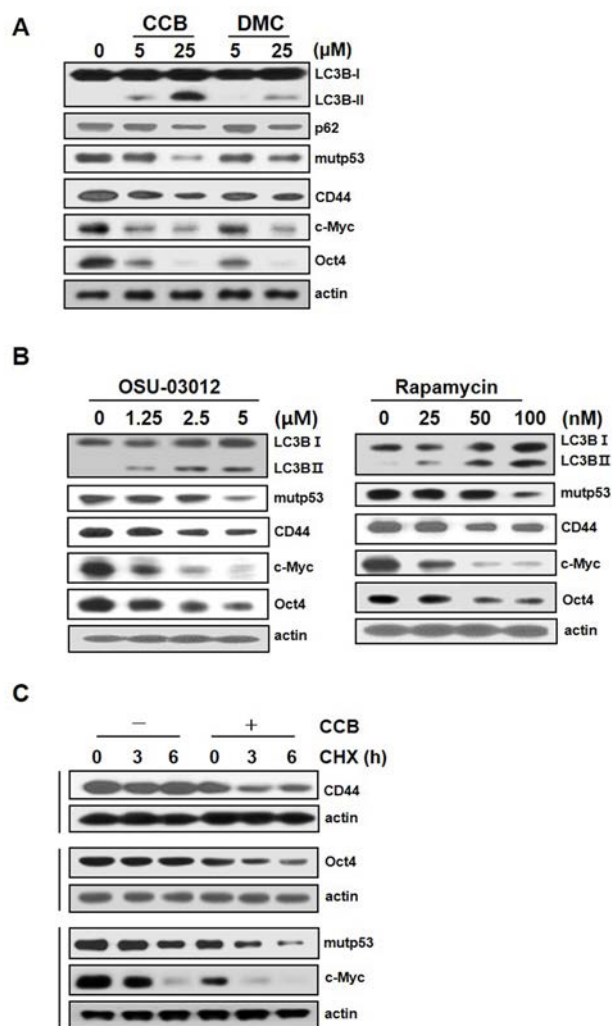 A
CCB DMC
0 5 25 5 25 (μM)
LC3B-I
LC3B-II
p62
mutp53
CD44
c-Myc
Oct4
actin
B
OSU-03012
0 1.25 2.5 5 (μM)
LC3B I
LC3B II
mutp53
CD44
c-Myc
Oct4
actin
Rapamycin
0 25 50 100 (nM)
LC3B I
LC3B II
mutp53
CD44
c-Myc
Oct4
actin
C
− + CCB
0 3 6 0 3 6 CHX (h)
CD44
actin
Oct4
actin
mutp53
c-Myc
actin